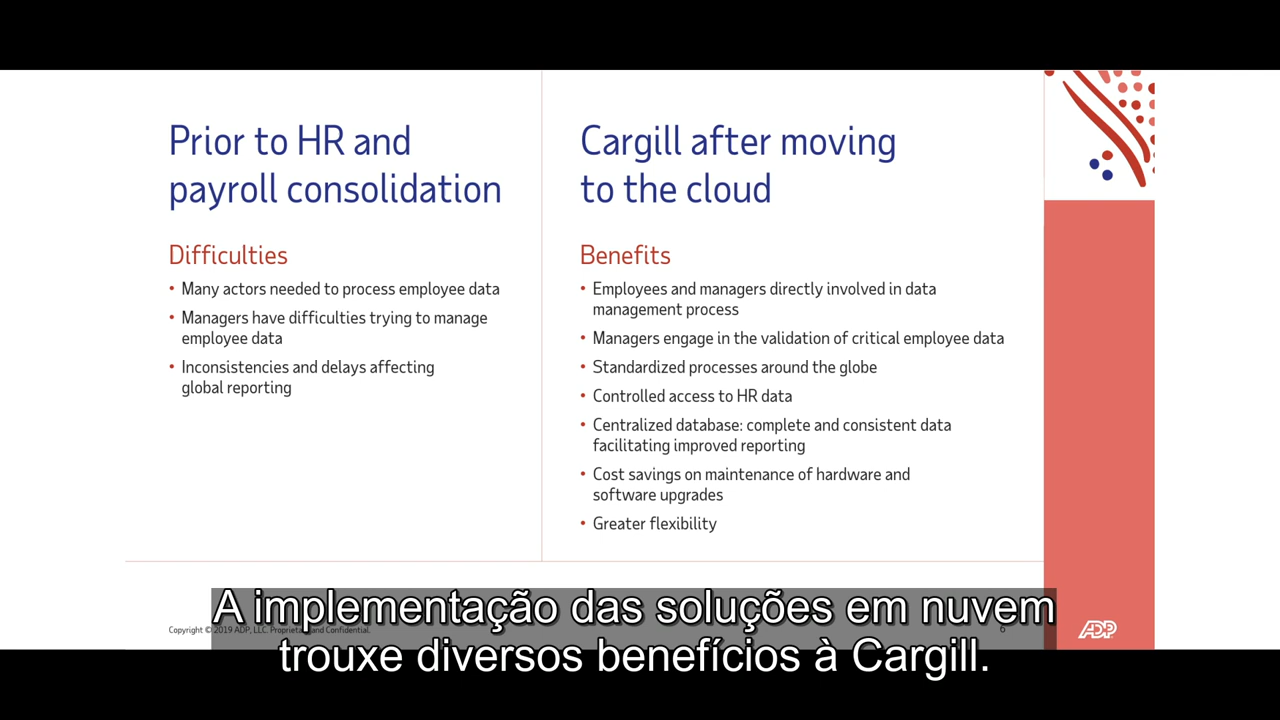 Prior to HR and
payroll consolidation
Difficulties
• Many actors needed to process employee data
• Managers have difficulties trying to manage
employee data
• Inconsistencies and delays affecting
global reporting
Cargill after moving
to the cloud
Benefits
• Employees and managers directly involved in data
management process
• Managers engage in the validation of critical employee data
• Standardized processes around the globe
• Controlled access to HR data
• Centralized database: complete and consistent data
facilitating improved reporting
• Cost savings on maintenance of hardware and
software upgrades
• Greater flexibility
Copyright © 2019 ADP, LLC. Proprietary and Confidential.
6
ADP
A implementação das soluções em nuvem
trouxe diversos benefícios à Cargill.